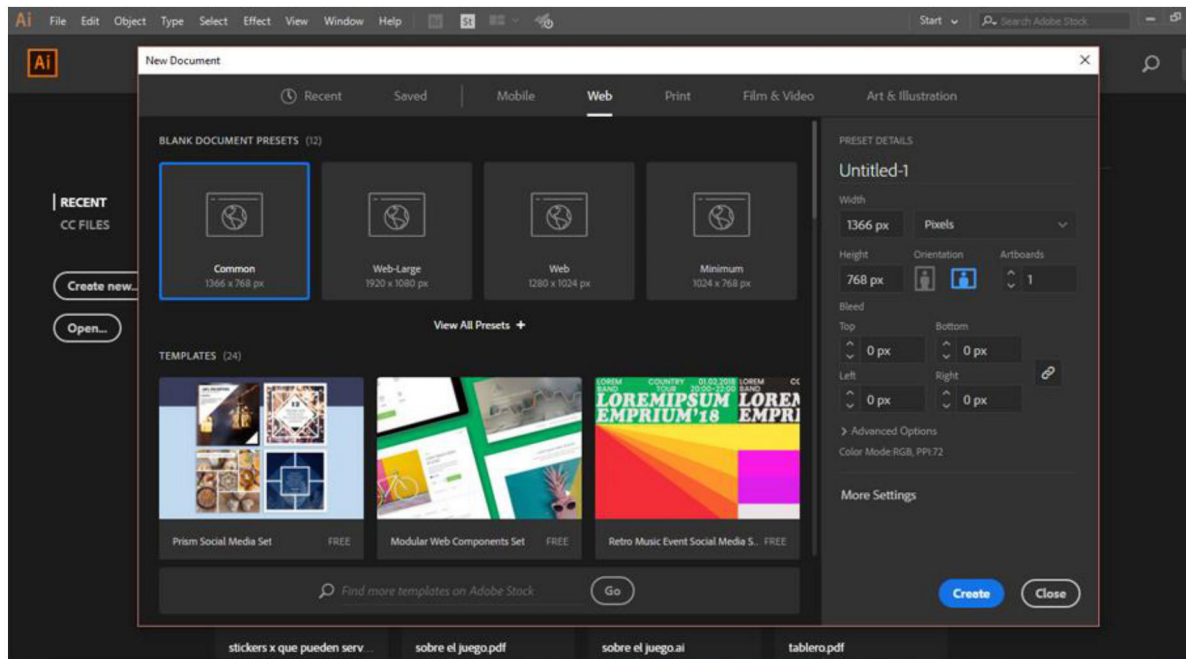 Ai File Edit Object Type Select Effect View Window Help Br St Start Search Adobe Stock
Ai
New Document
Recent Saved Mobile Web Print Film & Video Art & Illustration
BLANK DOCUMENT PRESETS (12)
Common
1366 x 768 px
Web-Large
1920 x 1080 px
Web
1280 x 1024 px
Minimum
1024 x 768 px
View All Presets +
TEMPLATES (24)
LOREM BAND
COUNTRY TOUR
01.02.2018
20:00-22:00
LOREM BAND
LOREMIPSUM
EMPRIUM'18
Prism Social Media Set FREE
Modular Web Components Set FREE
Retro Music Event Social Media S.. FREE
Find more templates on Adobe Stock Go
PRESET DETAILS
Untitled-1
Width
1366 px Pixels
Height Orientation Artboards
768 px 1
Bleed
Top Bottom
0 px 0 px
Left Right
0 px 0 px
Advanced Options
Color Mode:RGB, PPI:72
More Settings
Create Close
RECENT
CC FILES
Create new...
Open...
stickers x que pueden serv...
sobre el juego.pdf
sobre el juego.ai
tablero.pdf